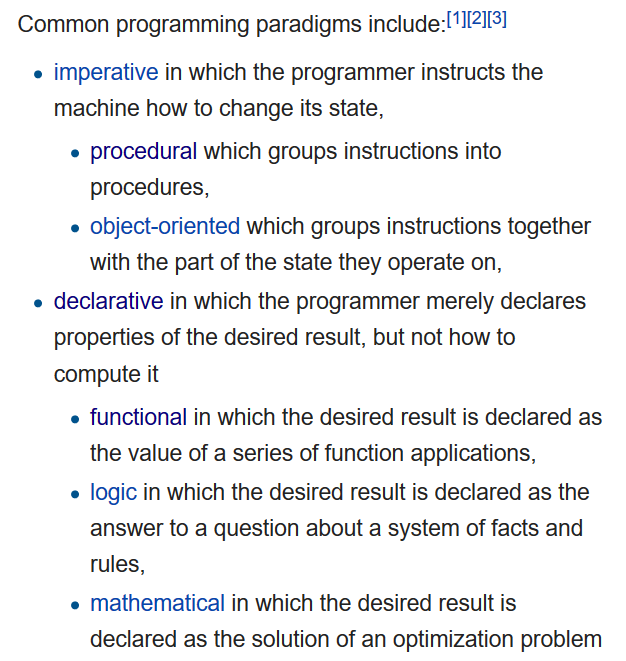 Common programming paradigms include:[1][2][3]
imperative in which the programmer instructs the
machine how to change its state,
procedural which groups instructions into
procedures,
object-oriented which groups instructions together
with the part of the state they operate on,
declarative in which the programmer merely declares
properties of the desired result, but not how to
compute it
functional in which the desired result is declared as
the value of a series of function applications,
logic in which the desired result is declared as the
answer to a question about a system of facts and
rules,
mathematical in which the desired result is
declared as the solution of an optimization problem